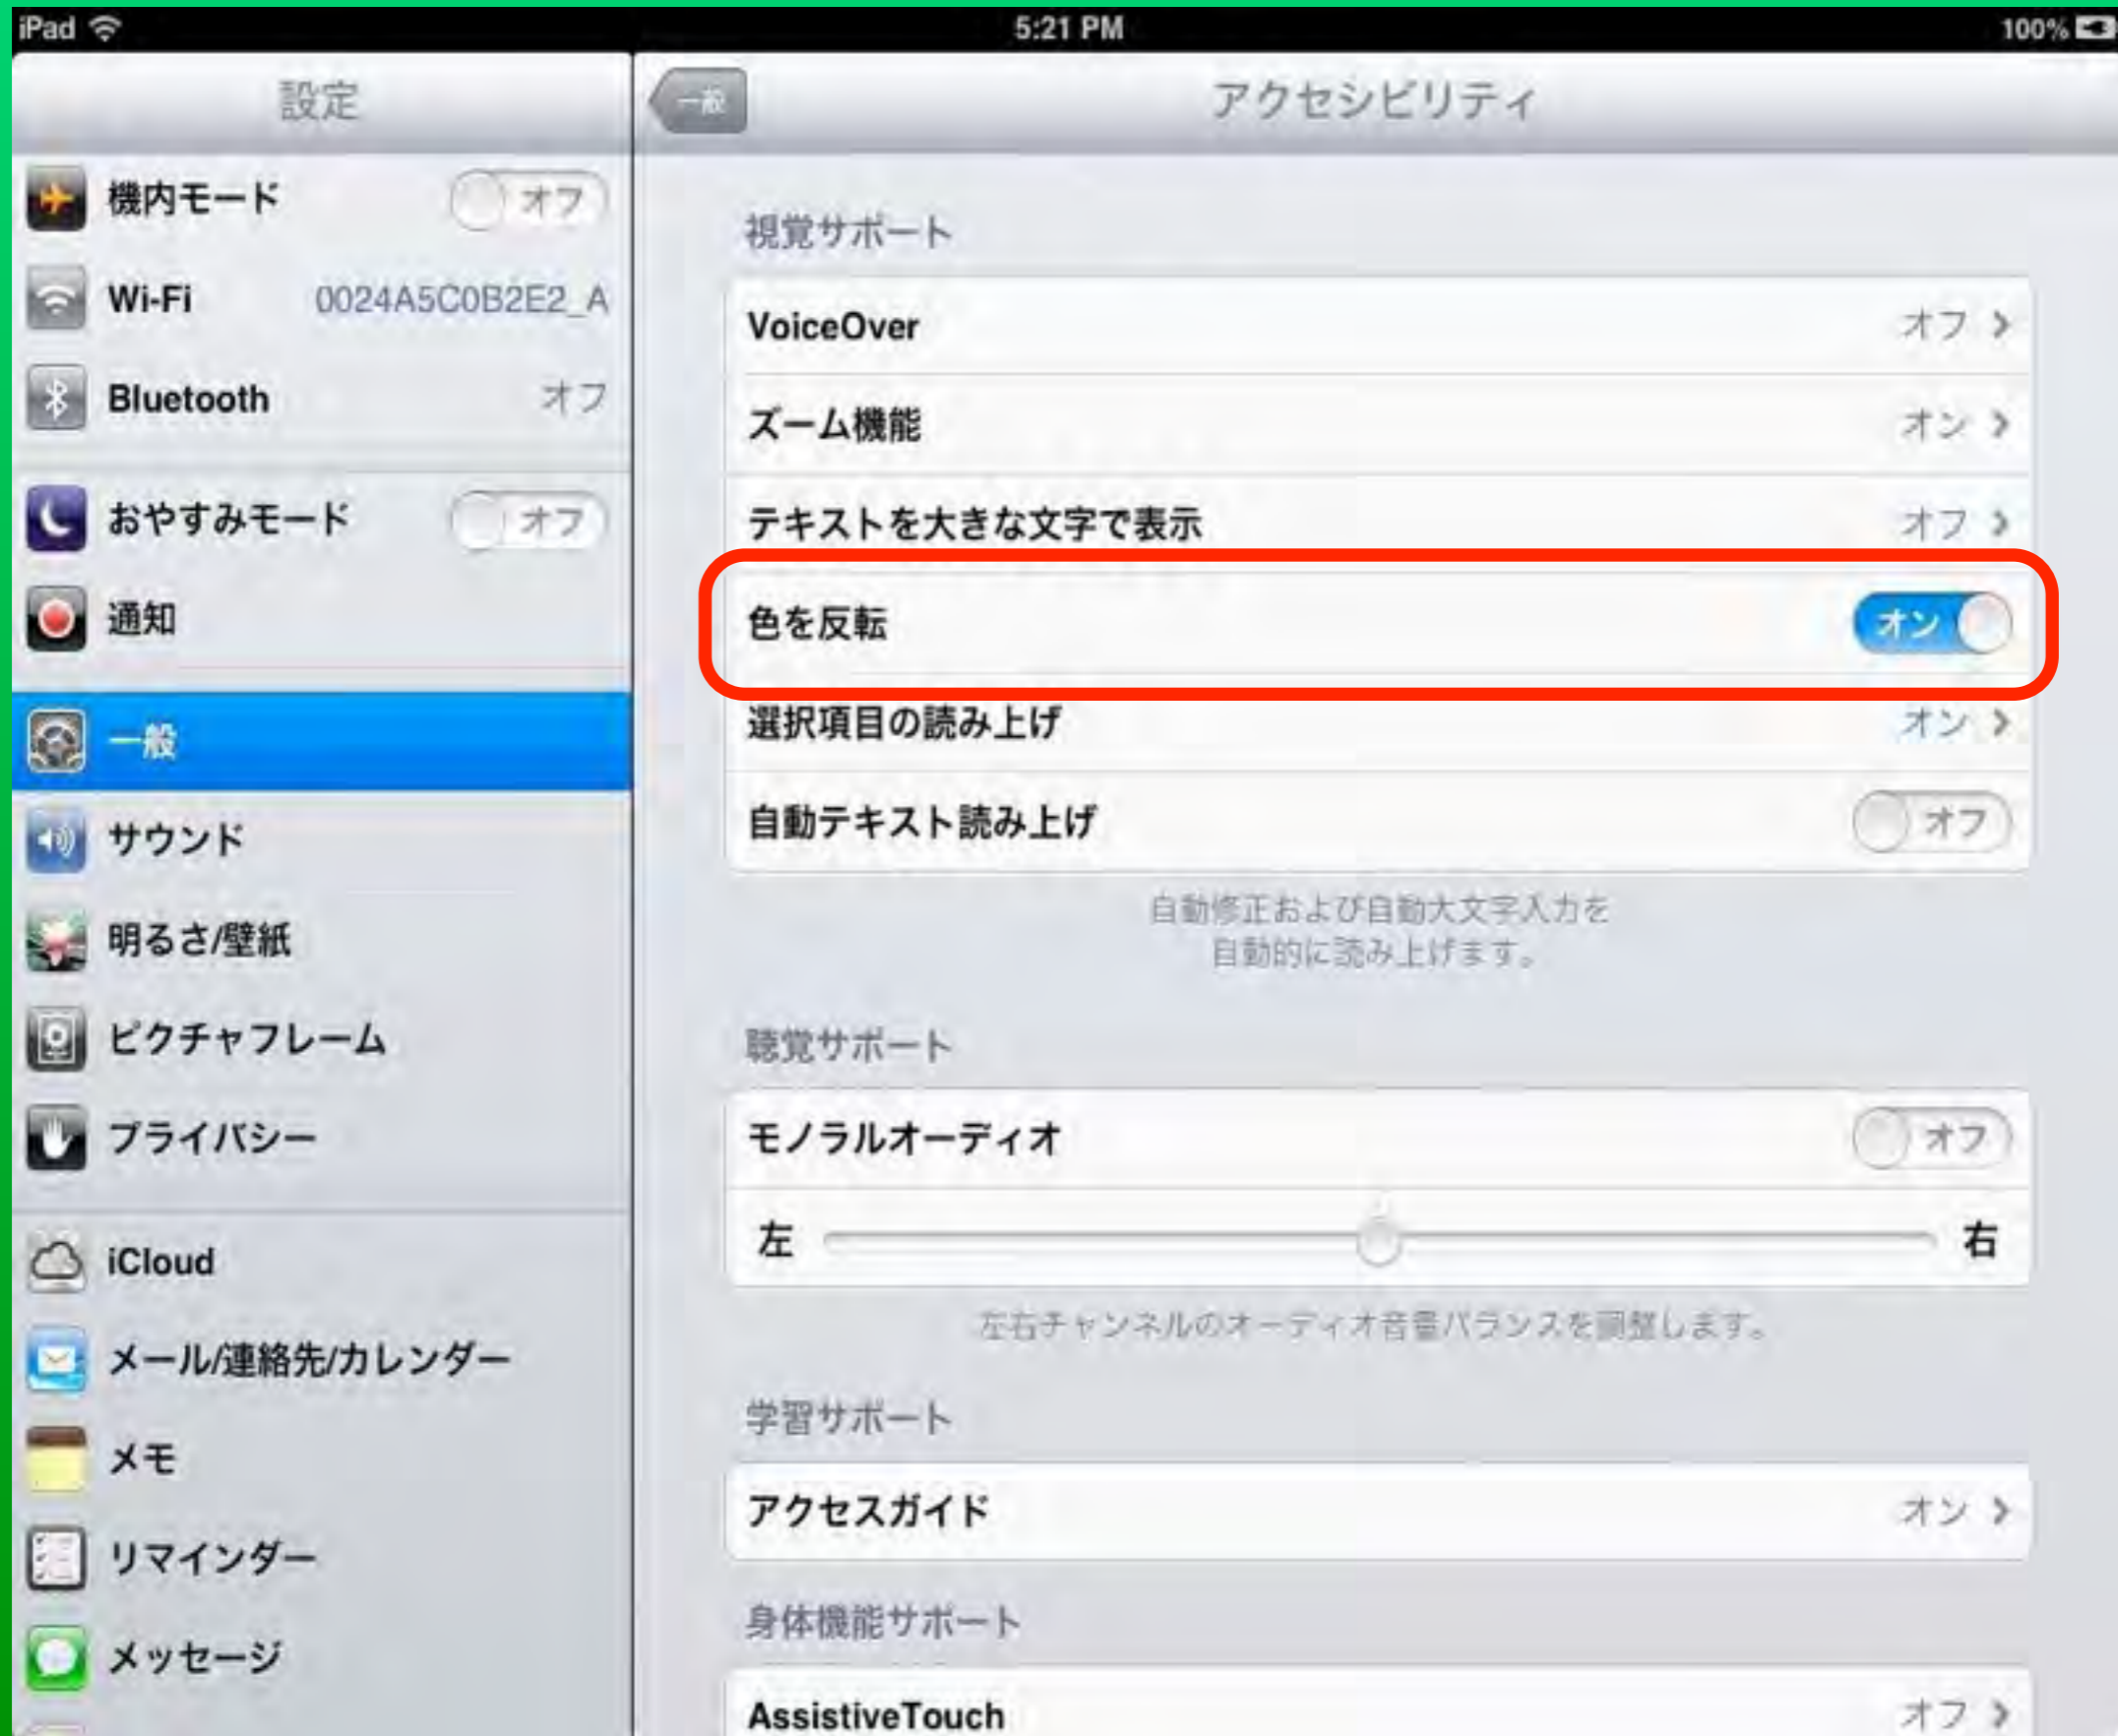 iPad
5:21 PM
100%
設定
機内モード オフ
Wi-Fi 0024A5C0B2E2_A
Bluetooth オフ
おやすみモード オフ
通知
一般
サウンド
明るさ/壁紙
ピクチャフレーム
プライバシー
iCloud
メール/連絡先/カレンダー
メモ
リマインダー
メッセージ
一般
アクセシビリティ
視覚サポート
VoiceOver オフ
ズーム機能 オン
テキストを大きな文字で表示 オフ
色を反転 オン
選択項目の読み上げ オン
自動テキスト読み上げ オフ
自動修正および自動大文字入力を
自動的に読み上げます。
聴覚サポート
モノラルオーディオ オフ
左 右
左右チャンネルのオーディオ音量バランスを調整します。
学習サポート
アクセスガイド オン
身体機能サポート
AssistiveTouch オフ